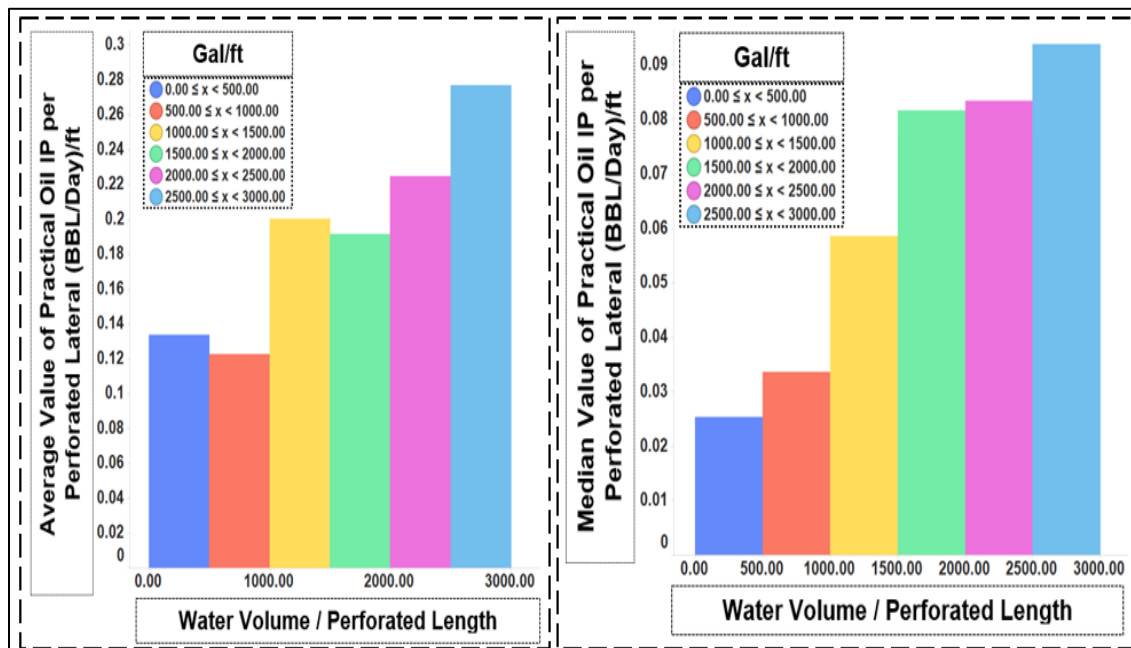 Average Value of Practical Oil IP per
Perforated Lateral (BBL/Day)/ft
Gal/ft
0.00 ≤ x < 500.00
500.00 ≤ x < 1000.00
1000.00 ≤ x < 1500.00
1500.00 ≤ x < 2000.00
2000.00 ≤ x < 2500.00
2500.00 ≤ x < 3000.00
0.3
0.28
0.26
0.24
0.22
0.2
0.18
0.16
0.14
0.12
0.1
0.08
0.06
0.04
0.02
0
0.00 1000.00 2000.00 3000.00
Water Volume / Perforated Length
Median Value of Practical Oil IP per
Perforated Lateral (BBL/Day)/ft
Gal/ft
0.00 ≤ x < 500.00
500.00 ≤ x < 1000.00
1000.00 ≤ x < 1500.00
1500.00 ≤ x < 2000.00
2000.00 ≤ x < 2500.00
2500.00 ≤ x < 3000.00
0.09
0.08
0.07
0.06
0.05
0.04
0.03
0.02
0.01
0
0.00 500.00 1000.00 1500.00 2000.00 2500.00 3000.00
Water Volume / Perforated Length